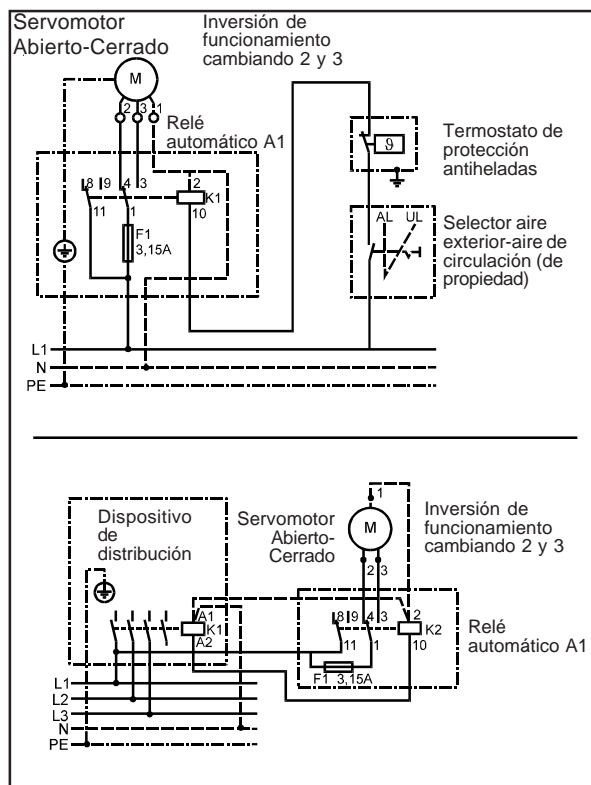 Servomotor
Abierto-Cerrado
Inversión de
funcionamiento
cambiando 2 y 3
M
2 3 1
Relé
automático A1
8 9 4 3 2
K1
11 1 10
F1
3,15A
ϑ
Termostato de
protección
antiheladas
AL UL
Selector aire
exterior-aire de
circulación (de
propiedad)
L1
N
PE
Dispositivo
de
distribución
Servomotor
Abierto-
Cerrado
1
M
2 3
Inversión de
funcionamiento
cambiando 2 y 3
A1
K1
A2
8 9 4 3 2
K2
11 1 10
F1 3,15A
Relé
automático A1
L1
L2
L3
N
PE